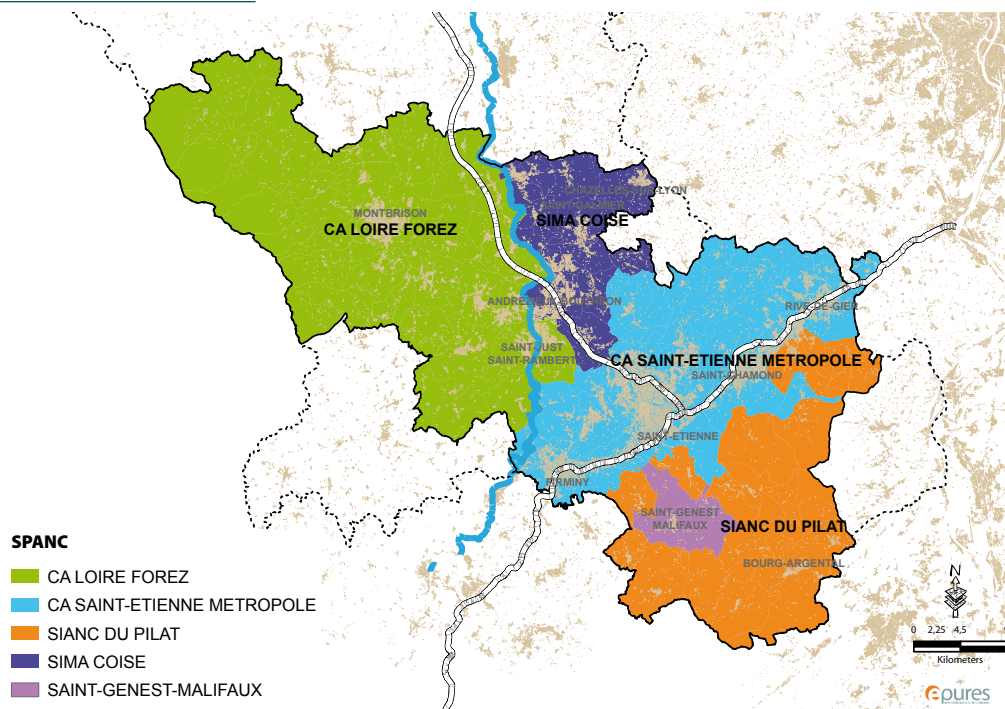 CHAZELLES-SUR-LYON
SAINT-GALMIER
SIMA COISE
MONTBRISON
CA LOIRE FOREZ
ANDREZIEUX-BOUTHEON
RIVE-DE-GIER
SAINT-JUST
SAINT-RAMBERT
CA SAINT-ETIENNE METROPOLE
SAINT-CHAMOND
SAINT-ETIENNE
FIRMINY
SAINT-GENEST
MALIFAUX
SIANC DU PILAT
BOURG-ARGENTAL
SPANC
CA LOIRE FOREZ
CA SAINT-ETIENNE METROPOLE
SIANC DU PILAT
SIMA COISE
SAINT-GENEST-MALIFAUX
N
0 2,25 4,5
Kilometers
epures